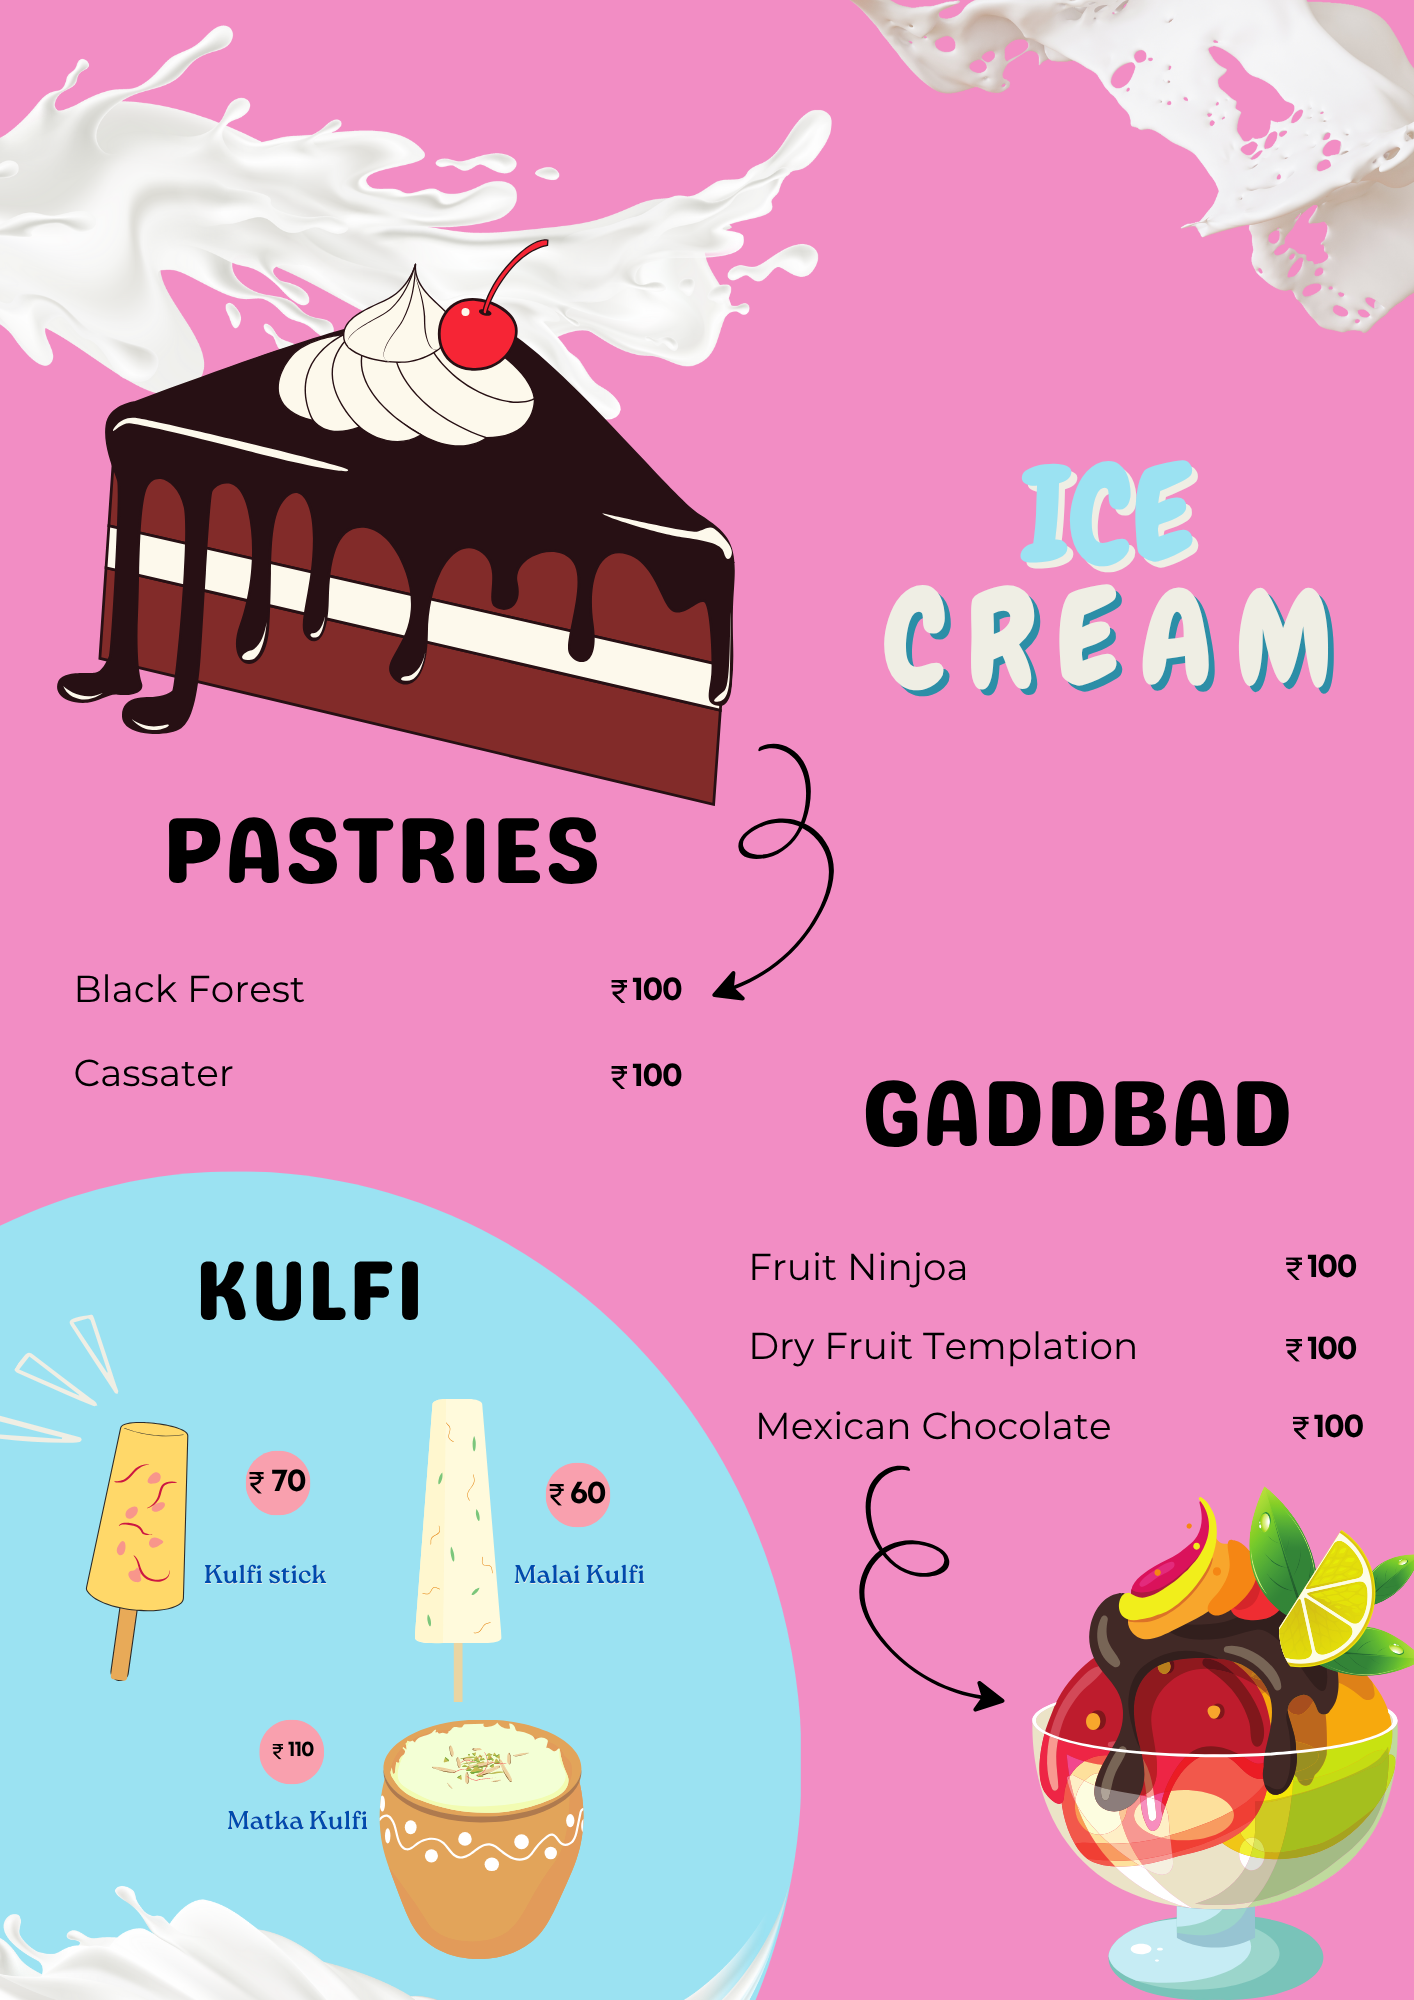 ICE
CREAM
PASTRIES
Black Forest ₹100
Cassater ₹100
GADDBAD
Fruit Ninjoa ₹100
Dry Fruit Templation ₹100
Mexican Chocolate ₹100
KULFI
₹ 70
Kulfi stick
₹ 60
Malai Kulfi
₹ 110
Matka Kulfi